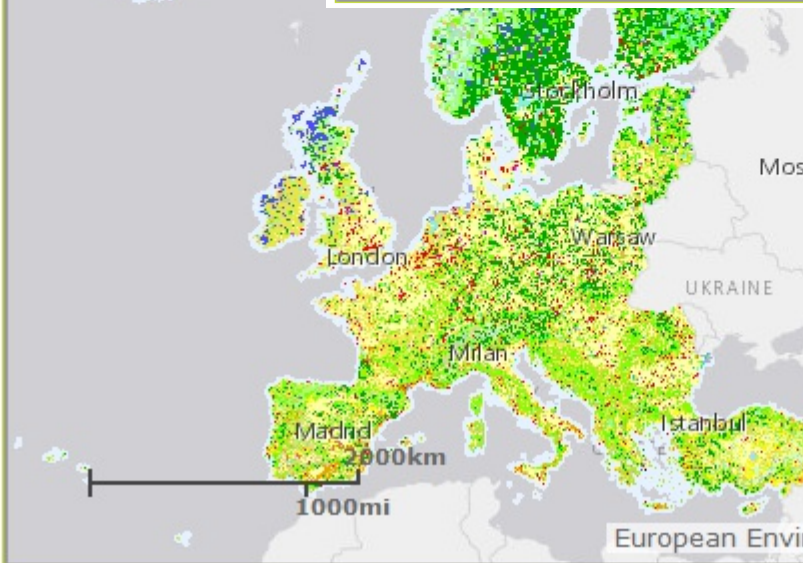 Stockholm
Mos
Warsaw
London
UKRAINE
Milan
Istanbul
Madrid
2000km
1000mi
European Envi